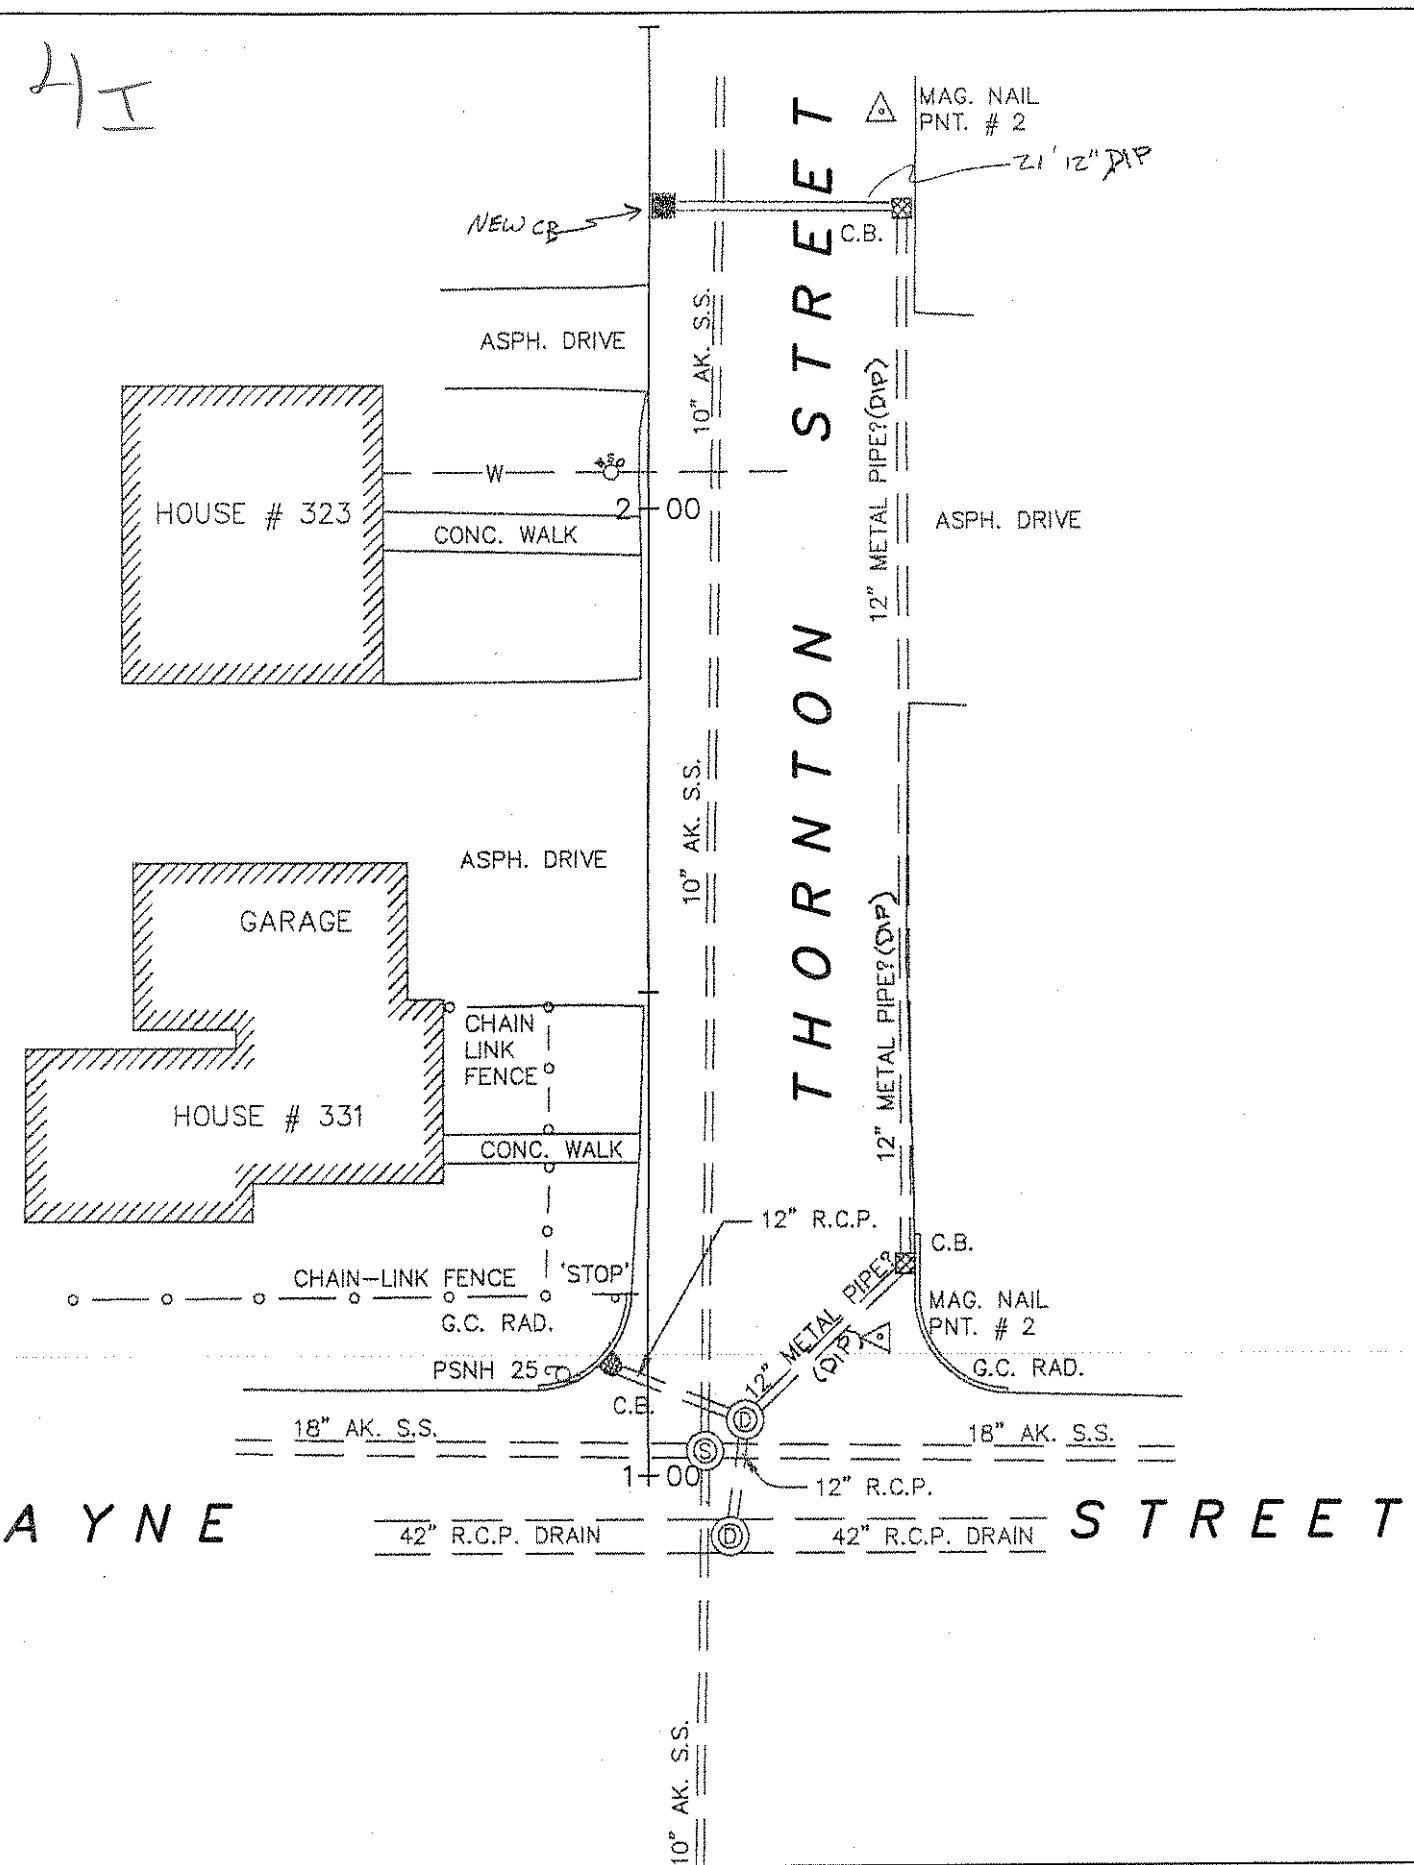 4I
MAG. NAIL
PNT. # 2
21' 12" DIP
NEW CB
C.B.
THORNTON STREET
ASPH. DRIVE
10" AK. S.S.
12" METAL PIPE?(DIP)
W
WSO
HOUSE # 323
2+00
CONC. WALK
ASPH. DRIVE
10" AK. S.S.
ASPH. DRIVE
GARAGE
12" METAL PIPE?(DIP)
CHAIN
LINK
FENCE
HOUSE # 331
CONC. WALK
12" R.C.P.
C.B.
CHAIN-LINK FENCE
'STOP'
12" METAL PIPE?
(DIP)
MAG. NAIL
PNT. # 2
G.C. RAD.
PSNH 25
G.C. RAD.
C.B.
D
18" AK. S.S.
S
18" AK. S.S.
1+00
12" R.C.P.
AYNE STREET
42" R.C.P. DRAIN
D
42" R.C.P. DRAIN
10" AK. S.S.